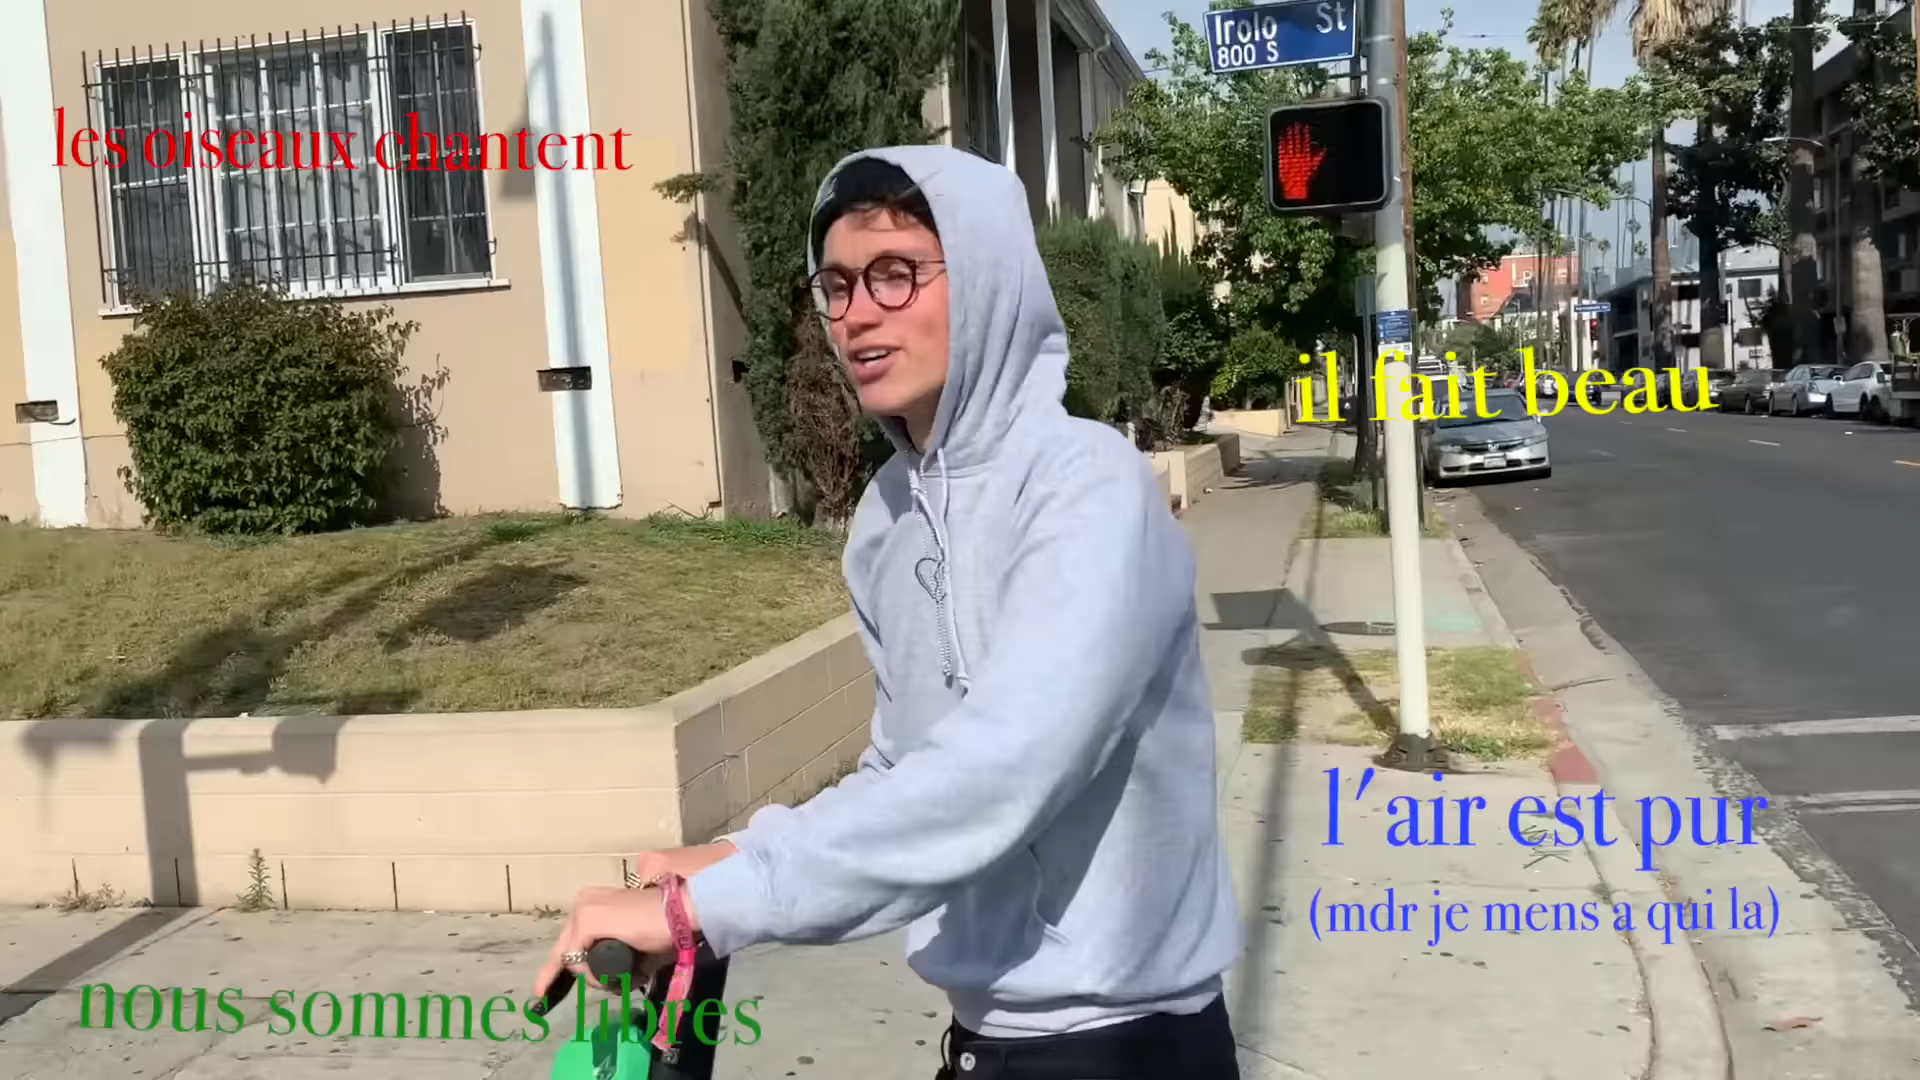 Irolo St
800 S
les oiseaux chantent
il fait beau
l'air est pur
(mdr je mens a qui la)
nous sommes libres